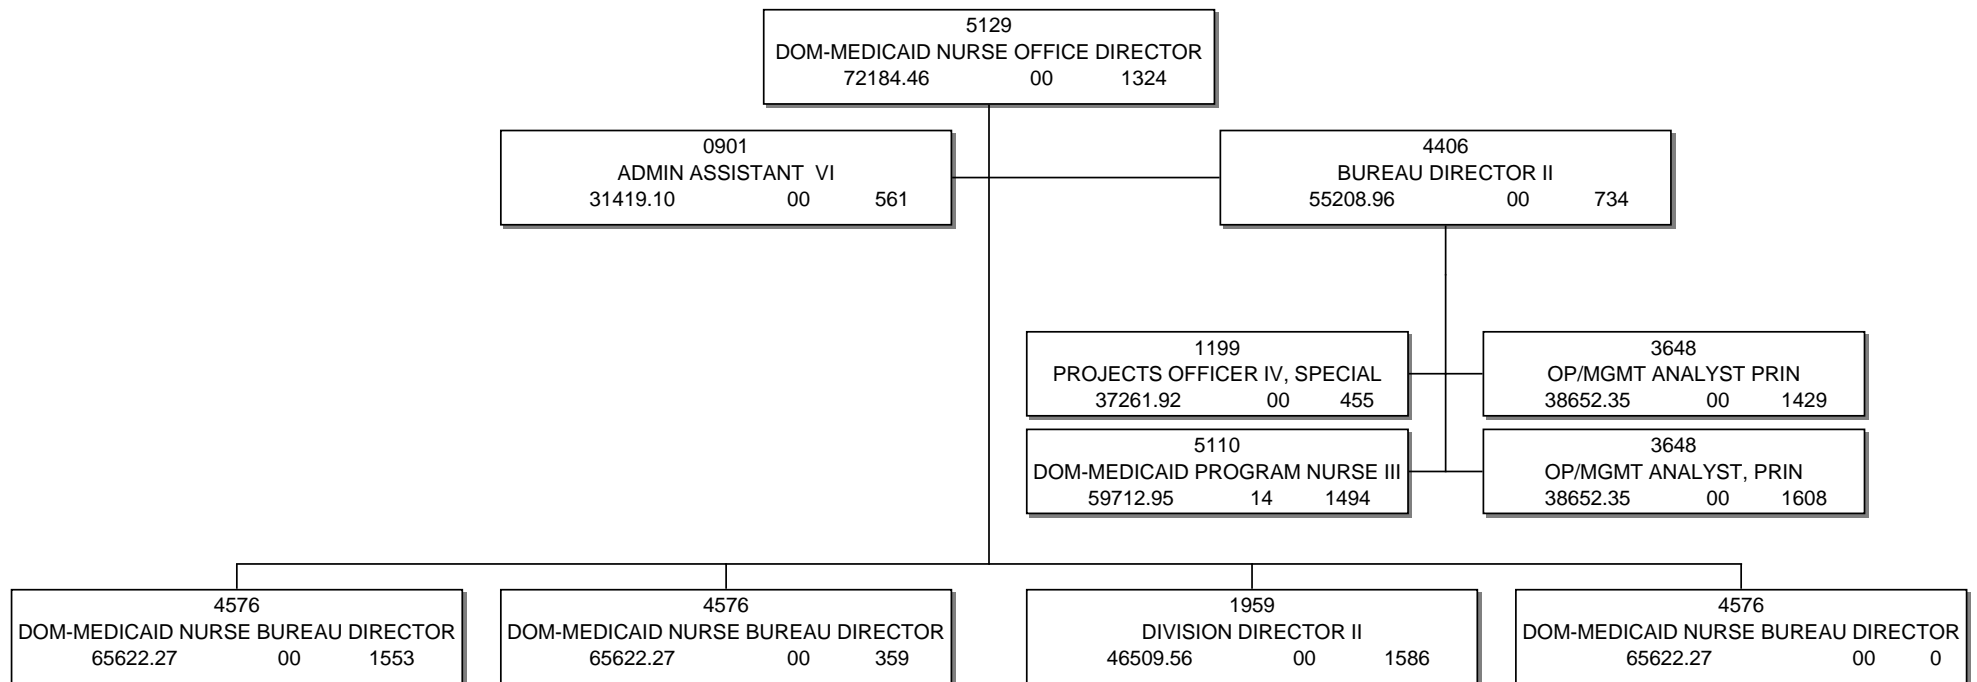 5129
DOM-MEDICAID NURSE OFFICE DIRECTOR
72184.46 00 1324
0901
ADMIN ASSISTANT  VI
31419.10 00 561
4406
BUREAU DIRECTOR II
55208.96 00 734
1199
PROJECTS OFFICER IV, SPECIAL
37261.92 00 455
3648
OP/MGMT ANALYST PRIN
38652.35 00 1429
5110
DOM-MEDICAID PROGRAM NURSE III
59712.95 14 1494
3648
OP/MGMT ANALYST, PRIN
38652.35 00 1608
4576
DOM-MEDICAID NURSE BUREAU DIRECTOR
65622.27 00 1553
4576
DOM-MEDICAID NURSE BUREAU DIRECTOR
65622.27 00 359
1959
DIVISION DIRECTOR II
46509.56 00 1586
4576
DOM-MEDICAID NURSE BUREAU DIRECTOR
65622.27 00 0